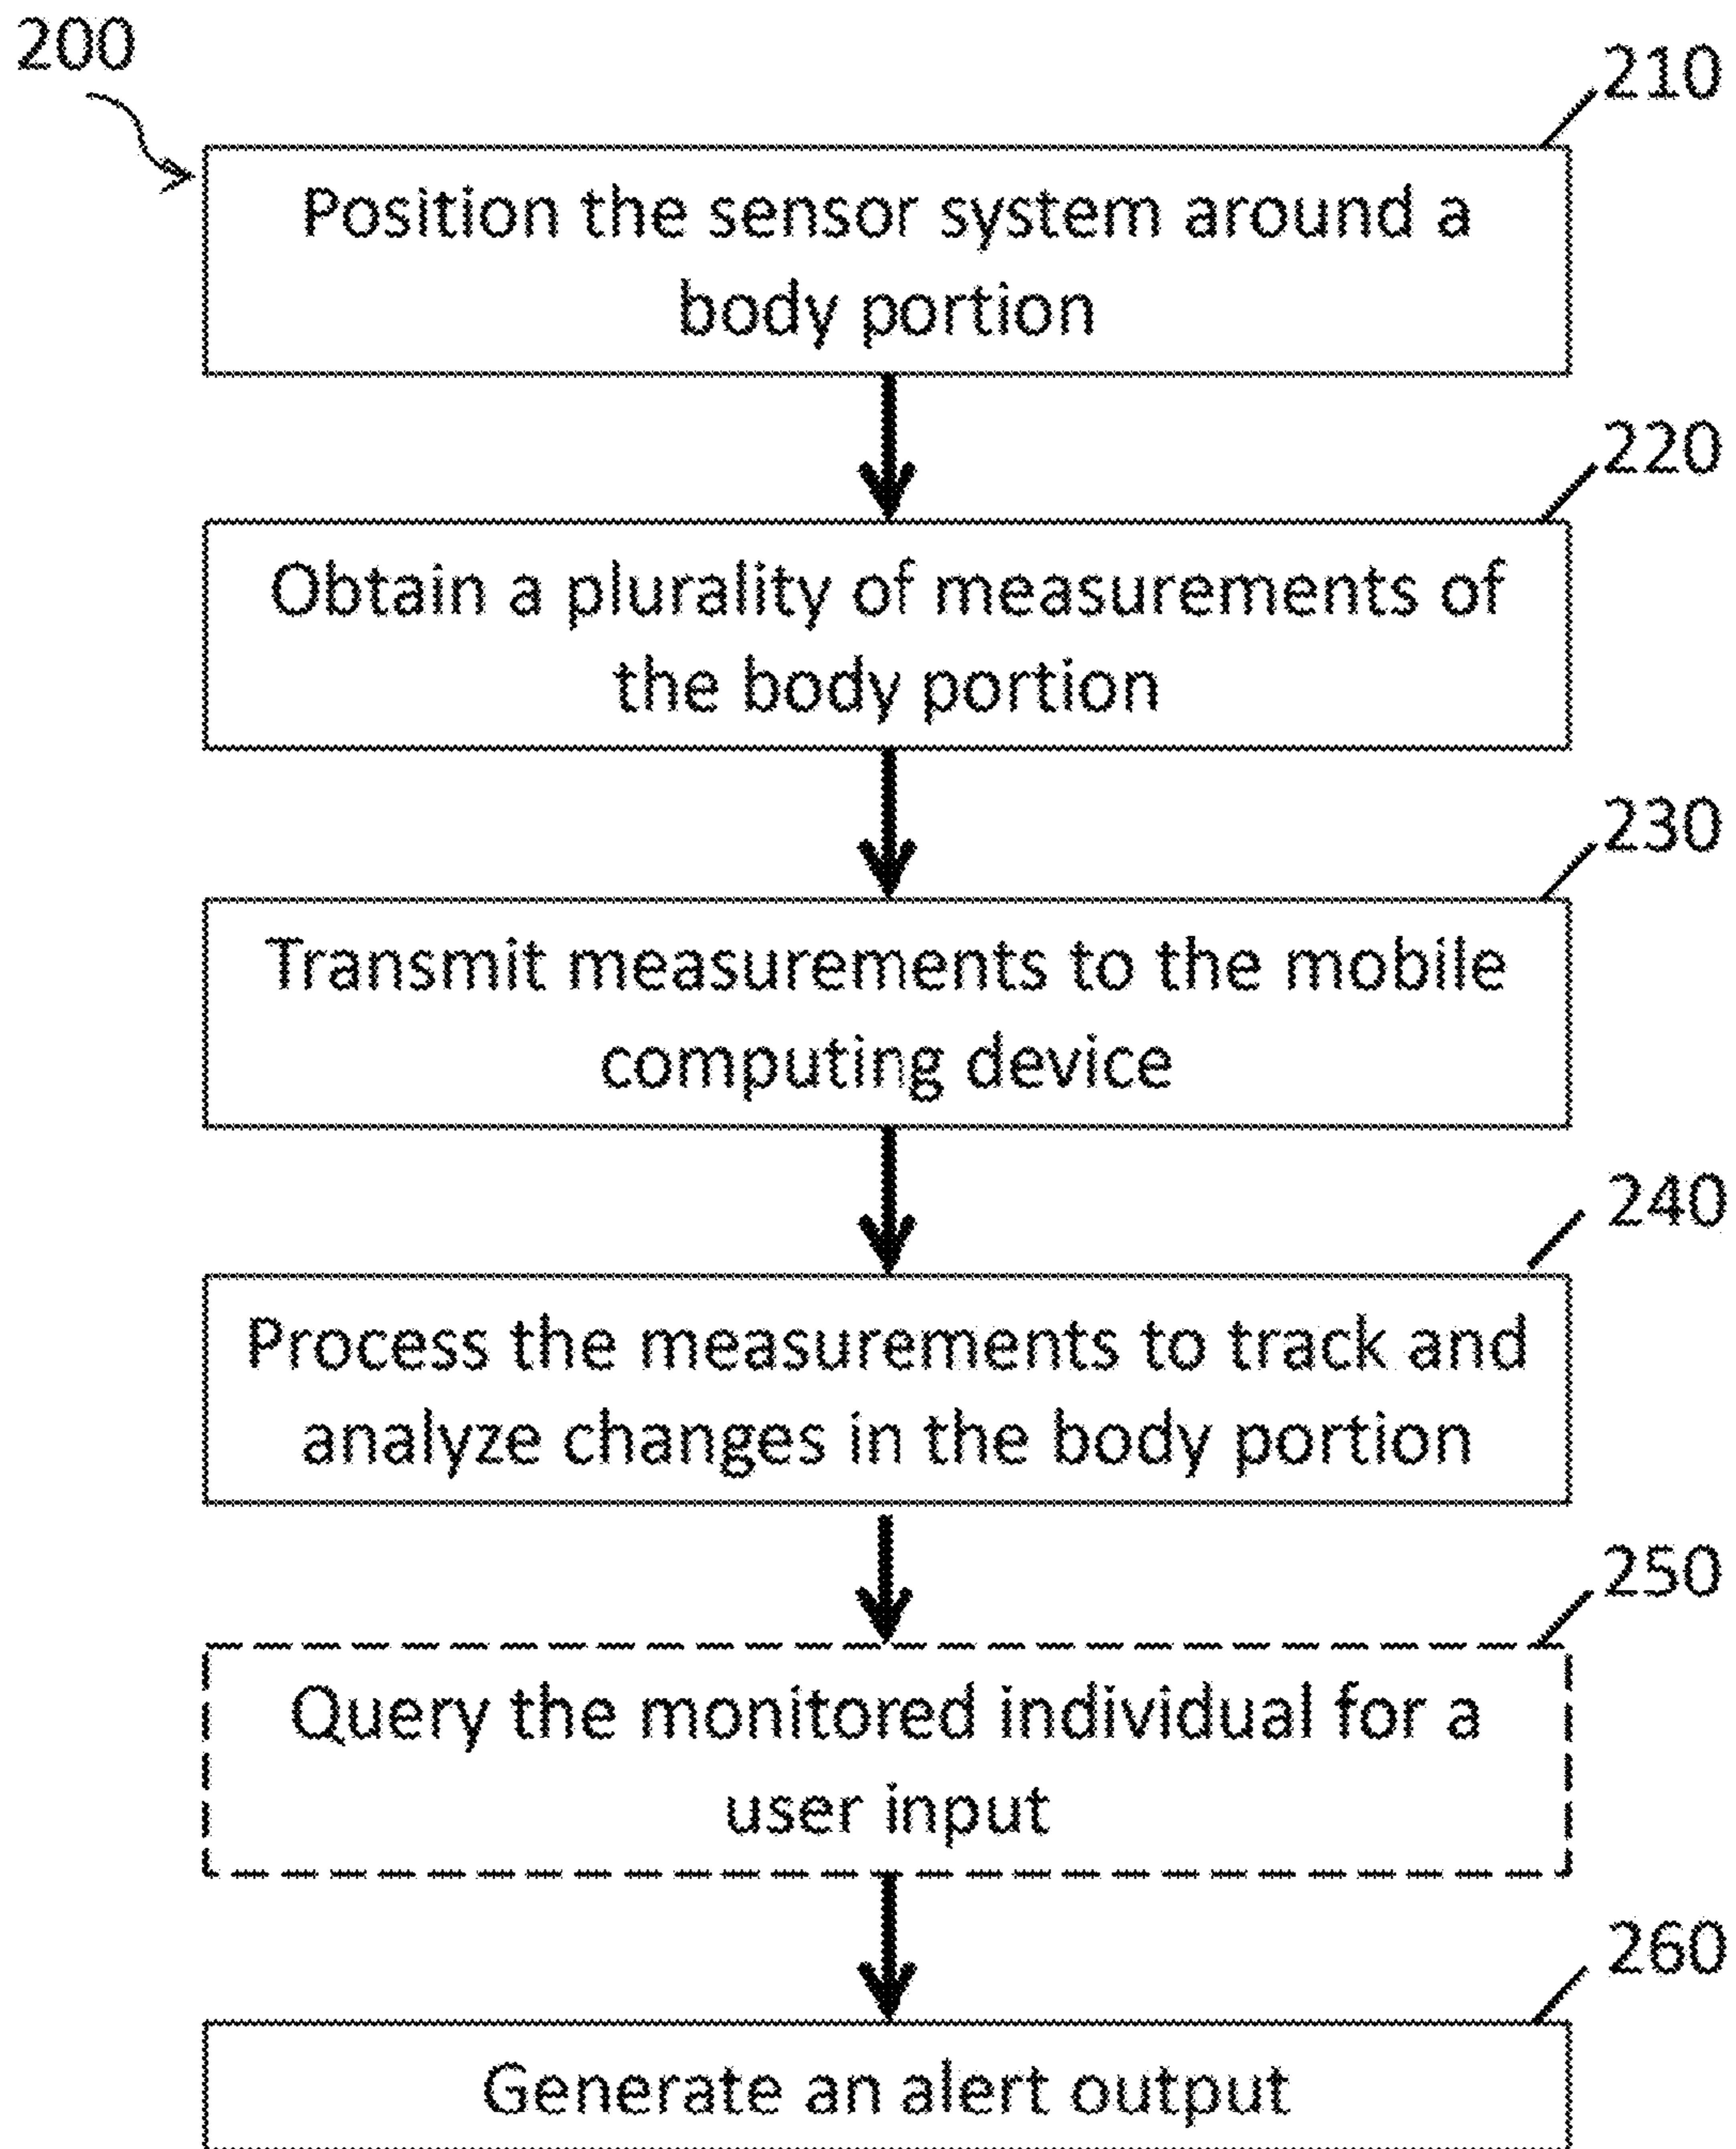 200
210
Position the sensor system around a
body portion
220
Obtain a plurality of measurements of
the body portion
230
Transmit measurements to the mobile
computing device
240
Process the measurements to track and
analyze changes in the body portion
250
Query the monitored individual for a
user input
260
Generate an alert output